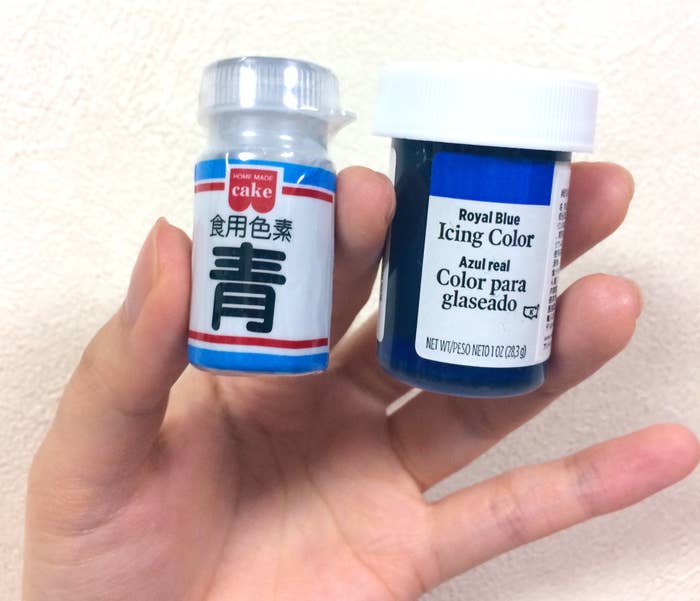 HOME MADE
cake
食用色素
青
Royal Blue
Icing Color
Azul real
Color para
glaseado
NET WT/PESO NETO 1 OZ (28,3 g)